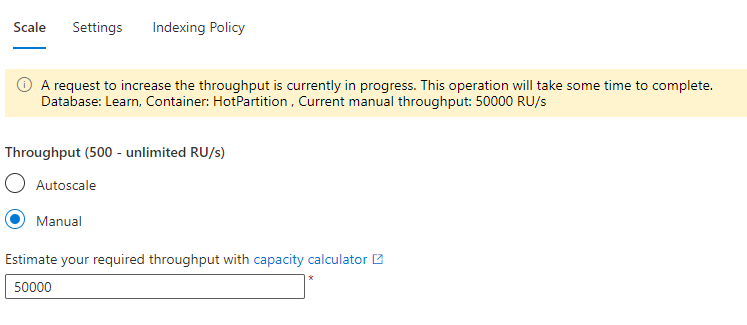 Scale Settings Indexing Policy
A request to increase the throughput is currently in progress. This operation will take some time to complete.
Database: Learn, Container: HotPartition , Current manual throughput: 50000 RU/s
Throughput (500 - unlimited RU/s)
Autoscale
Manual
Estimate your required throughput with capacity calculator
50000 *